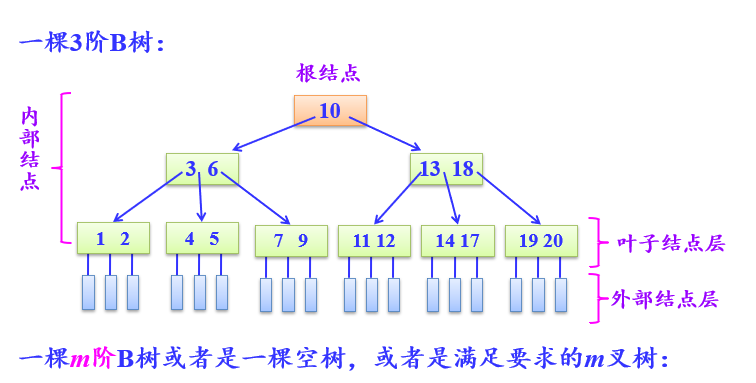 一棵3阶B树：
根结点
10
内部结点
3 6
13 18
1 2
4 5
7 9
11 12
14 17
19 20
叶子结点层
外部结点层
一棵m阶B树或者是一棵空树，或者是满足要求的m叉树：